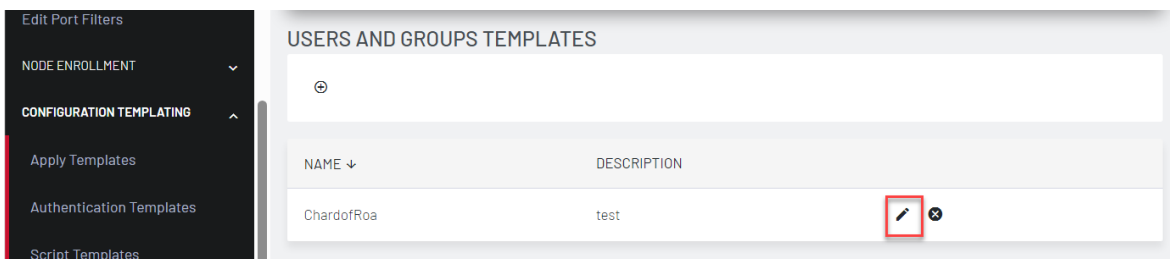 Edit Port Filters
NODE ENROLLMENT
CONFIGURATION TEMPLATING
Apply Templates
Authentication Templates
Script Templates
USERS AND GROUPS TEMPLATES
NAME ↓ DESCRIPTION
ChardofRoa test